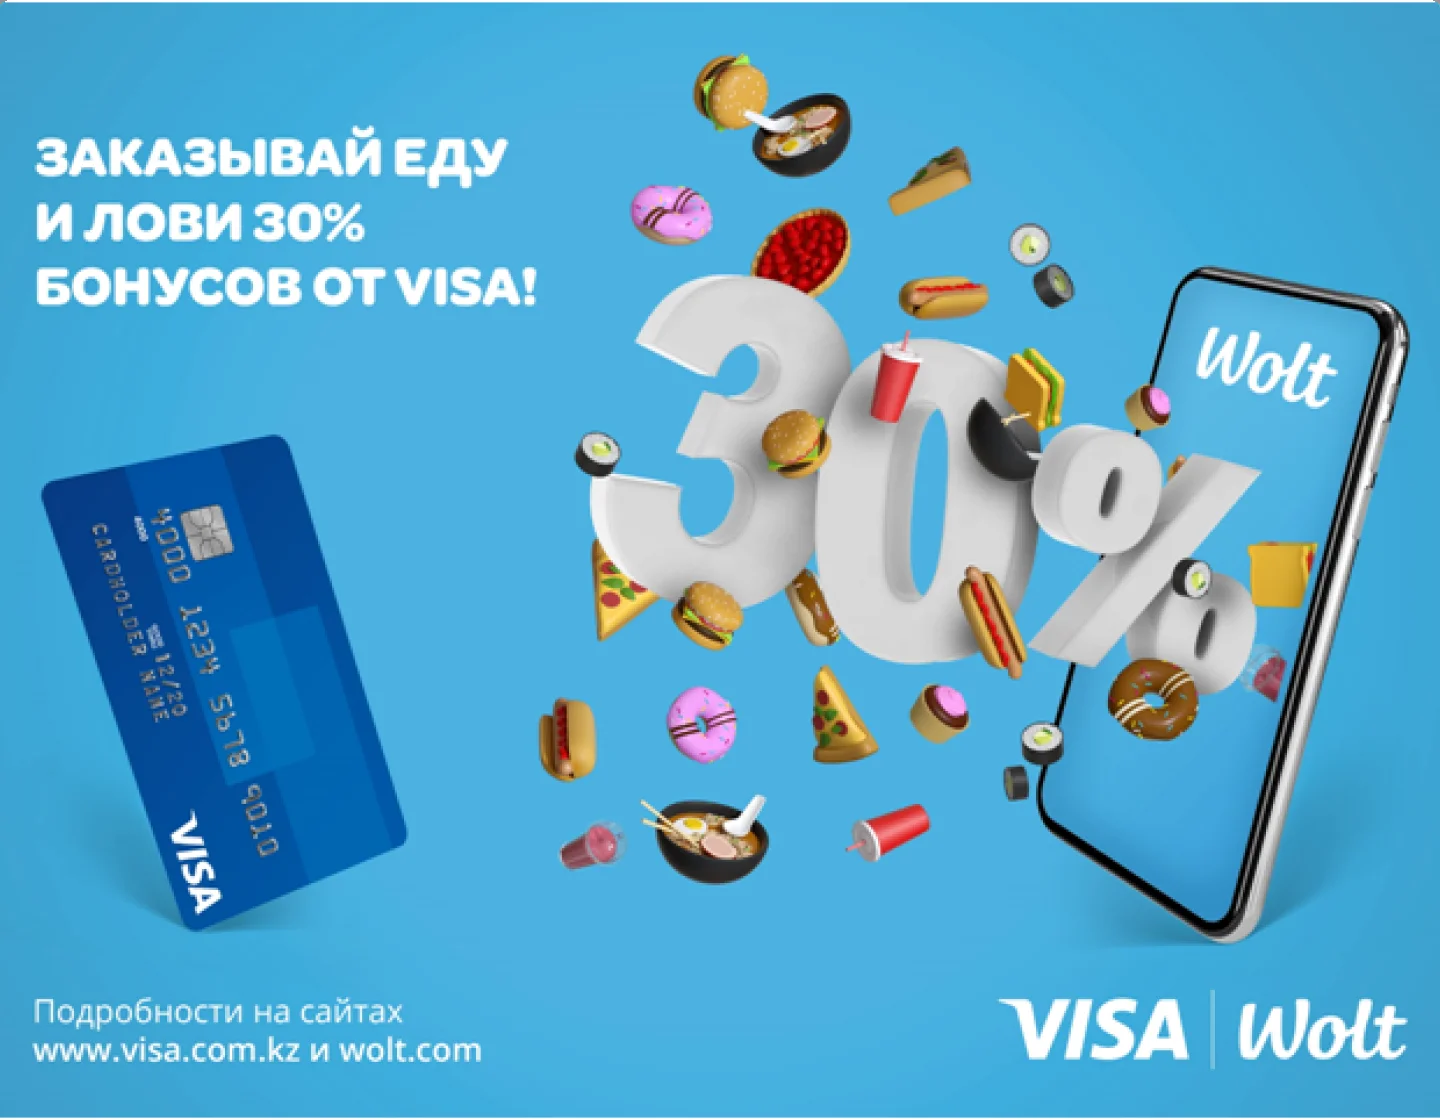 ЗАКАЗЫВАЙ ЕДУ
И ЛОВИ 30%
БОНУСОВ ОТ VISA!
30%
Wolt
4000 1234 5678 9010
4000
12/20
CARDHOLDER NAME
VISA
Подробности на сайтах
www.visa.com.kz и wolt.com
VISA | Wolt